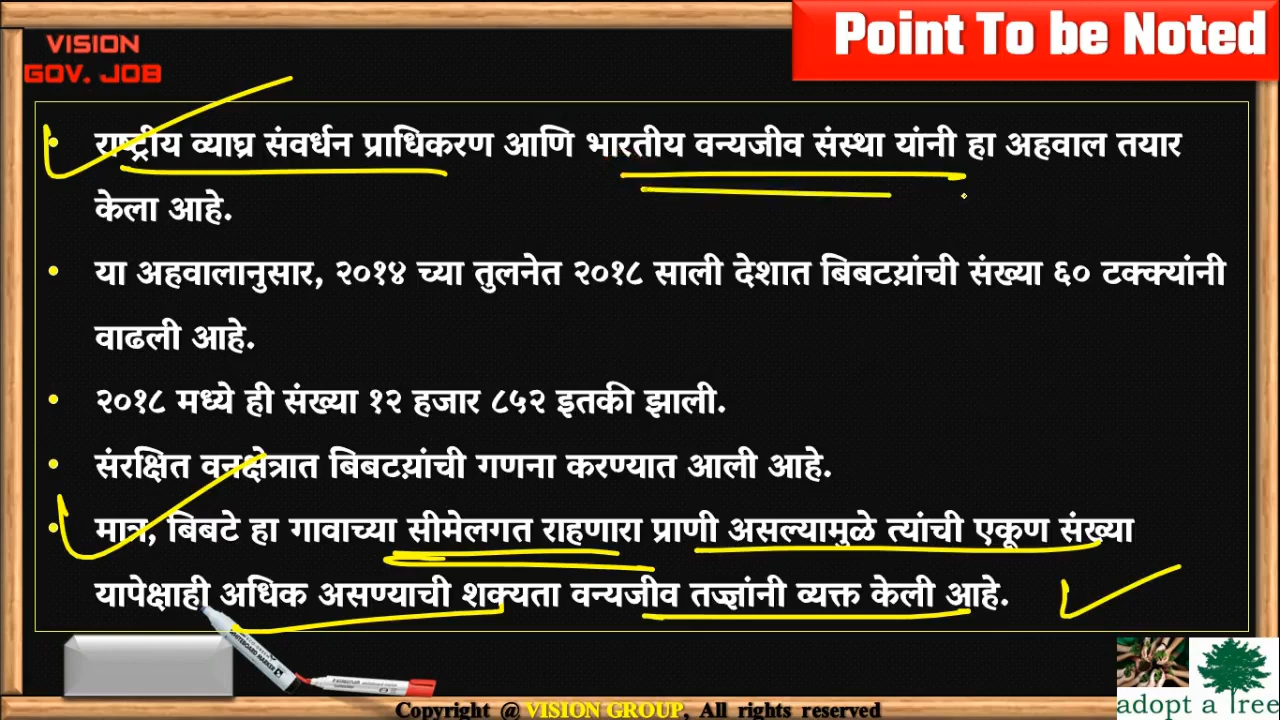 VISION
GOV. JOB
Point To be Noted
• राष्ट्रीय व्याघ्र संवर्धन प्राधिकरण आणि भारतीय वन्यजीव संस्था यांनी हा अहवाल तयार
केला आहे.
• या अहवालानुसार, २०१४ च्या तुलनेत २०१८ साली देशात बिबटय़ांची संख्या ६० टक्क्यांनी
वाढली आहे.
• २०१८ मध्ये ही संख्या १२ हजार ८५२ इतकी झाली.
• संरक्षित वनक्षेत्रात बिबटय़ांची गणना करण्यात आली आहे.
• मात्र, बिबटे हा गावाच्या सीमेलगत राहणारा प्राणी असल्यामुळे त्यांची एकूण संख्या
यापेक्षाही अधिक असण्याची शक्यता वन्यजीव तज्ज्ञांनी व्यक्त केली आहे.
adopt a Tree
Copyright @ VISION GROUP, All rights reserved